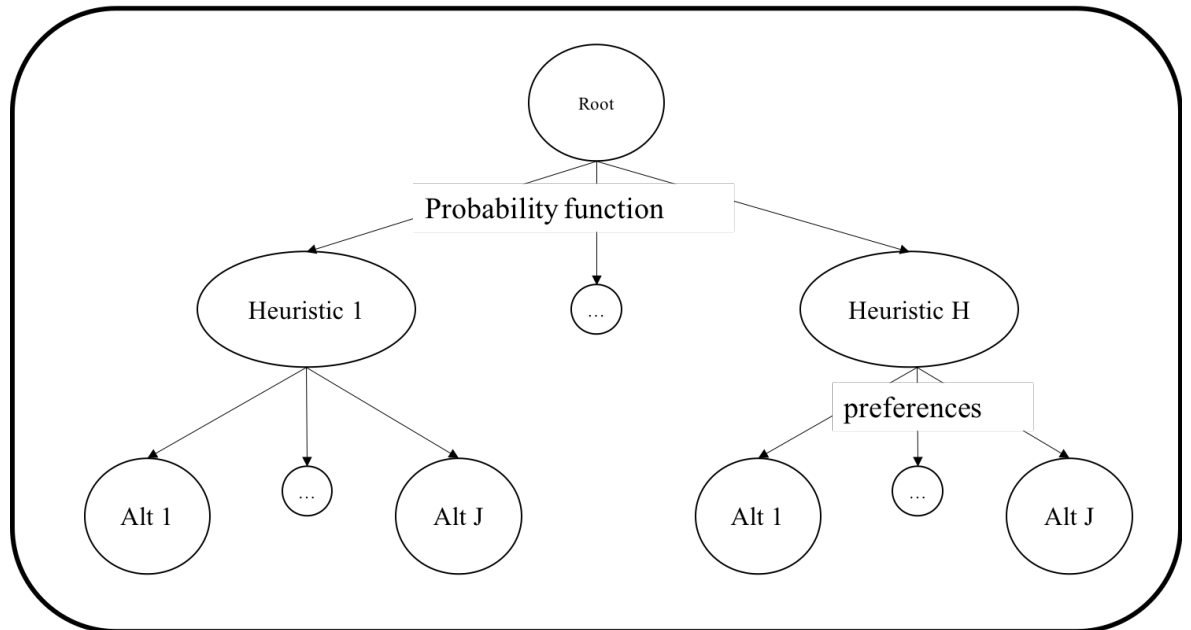 Root
Probability function
Heuristic 1
...
Heuristic H
preferences
Alt 1
...
Alt J
Alt 1
...
Alt J